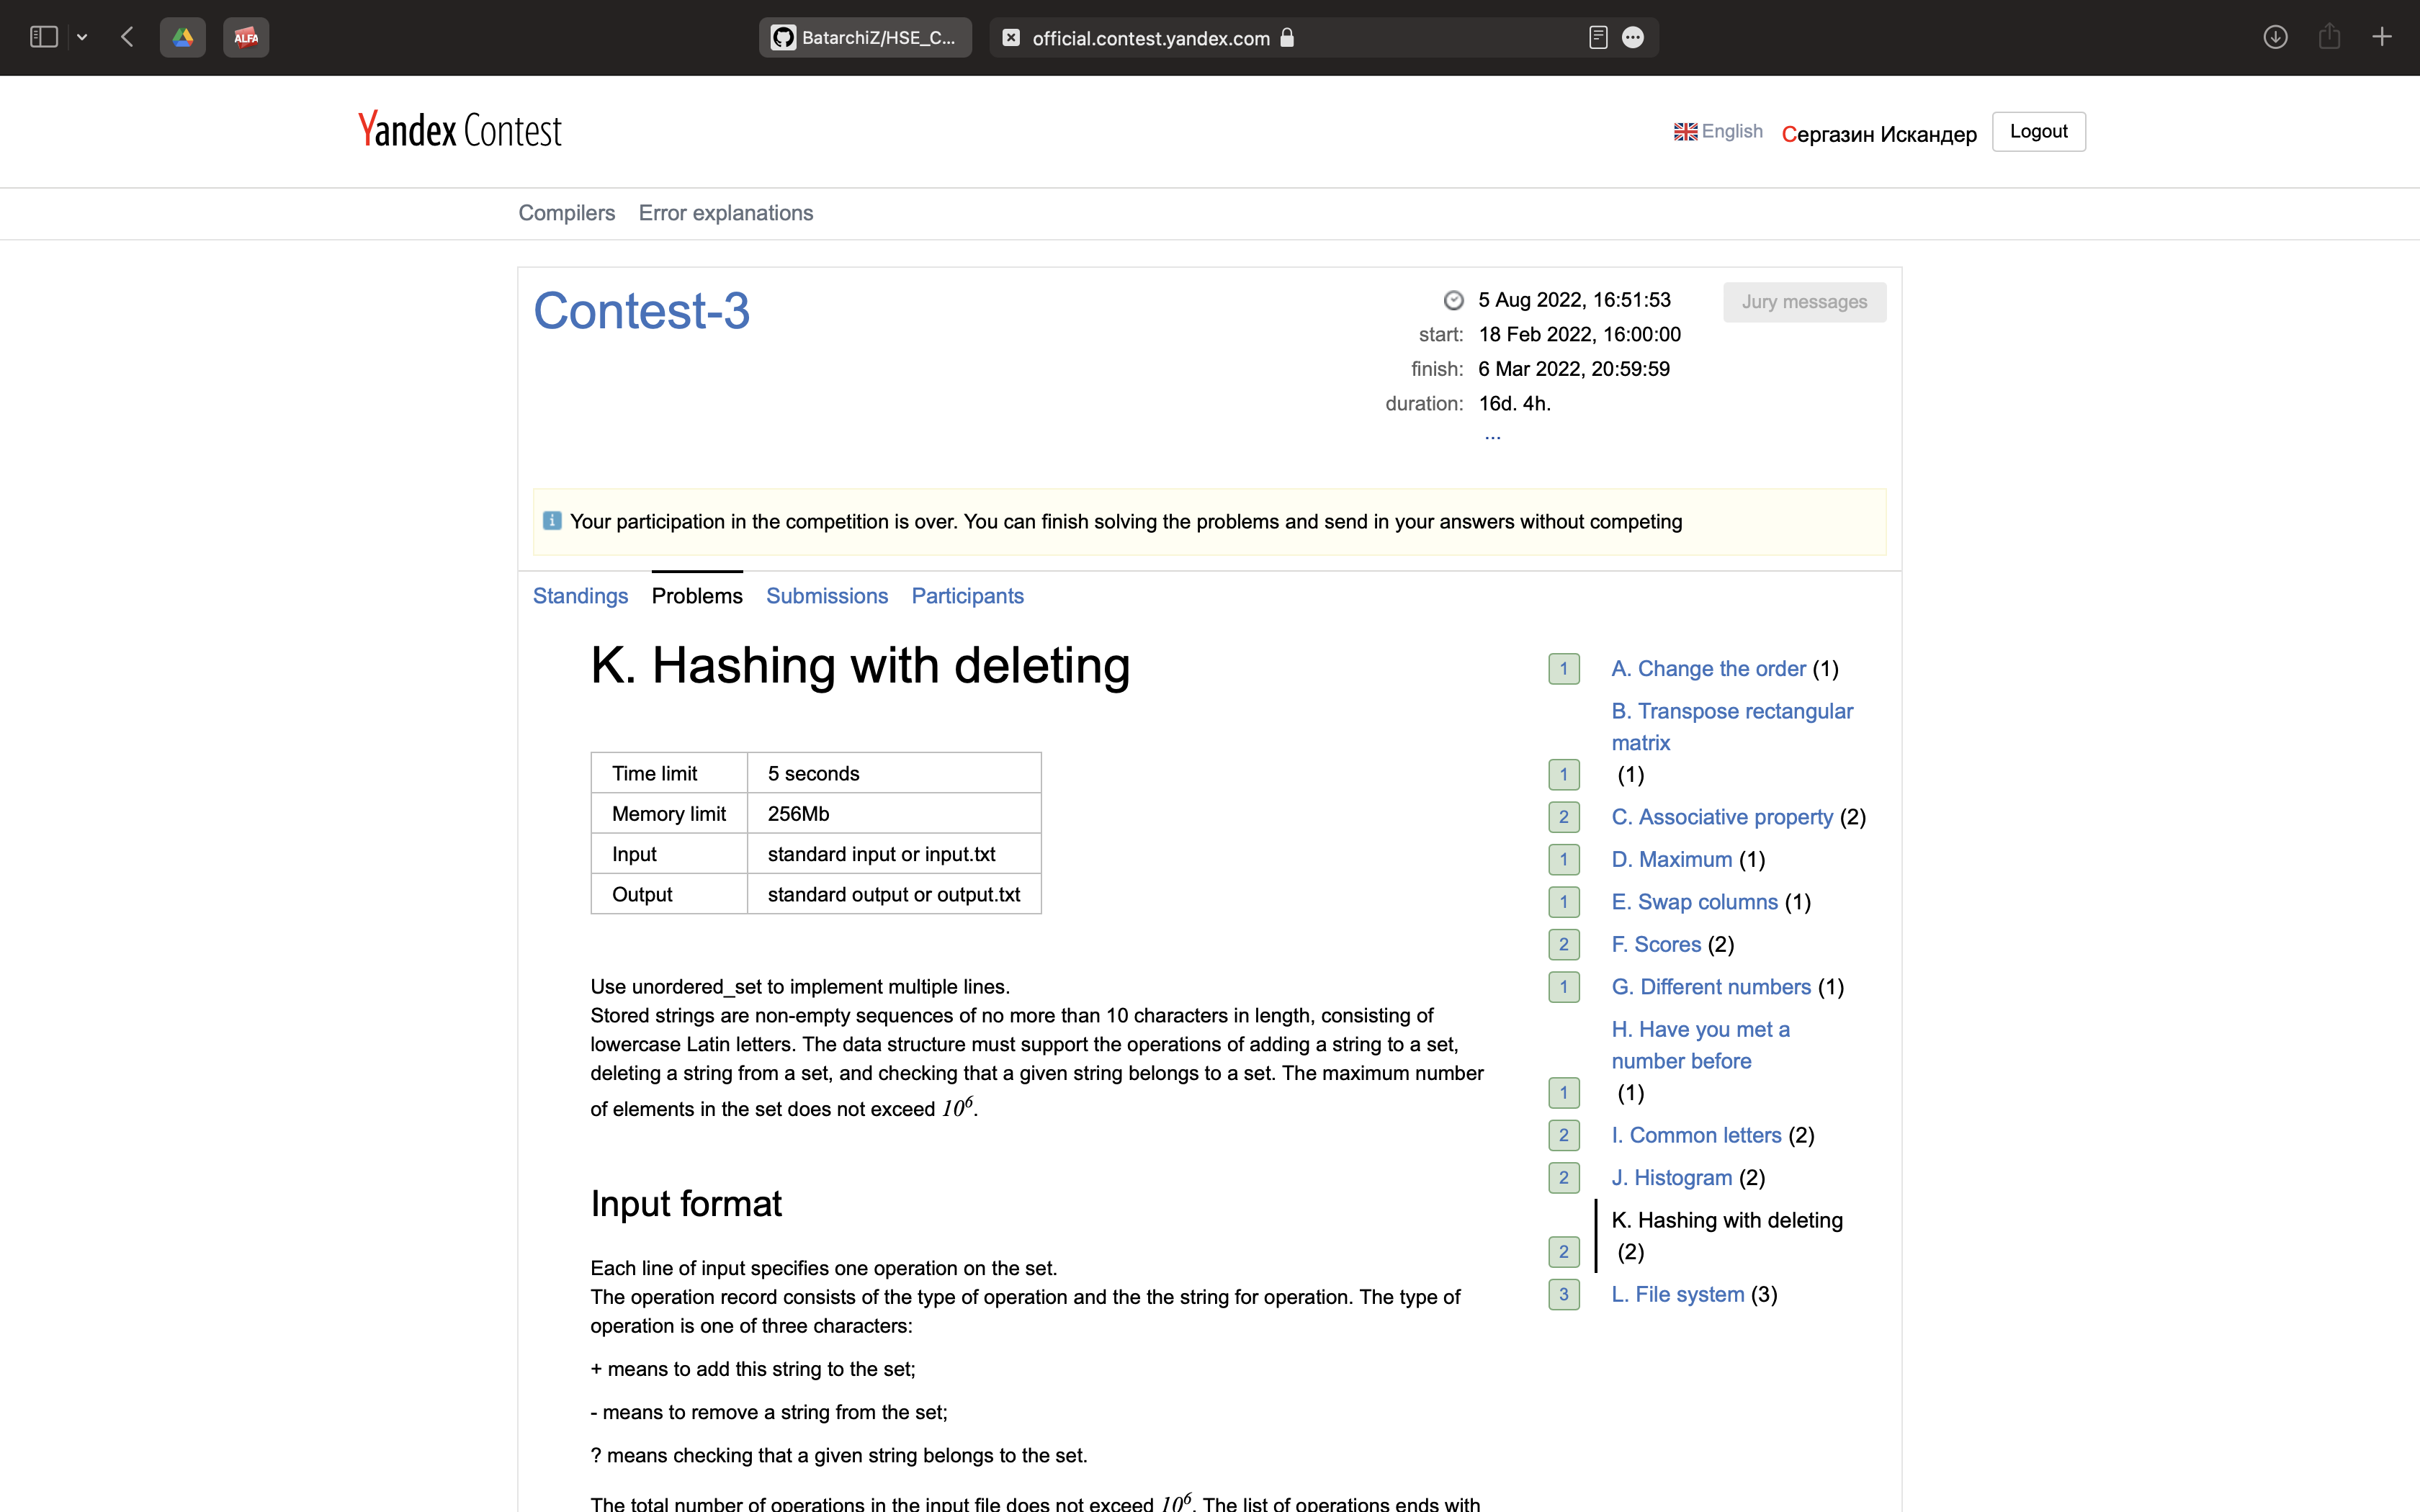 ALFA
BatarchiZ/HSE_C...
official.contest.yandex.com
Yandex Contest
English
Сергазин Искандер
Logout
Compilers
Error explanations
Contest-3
5 Aug 2022, 16:51:53
start: 18 Feb 2022, 16:00:00
finish: 6 Mar 2022, 20:59:59
duration: 16d. 4h.
...
Jury messages
Your participation in the competition is over. You can finish solving the problems and send in your answers without competing
Standings Problems Submissions Participants
K. Hashing with deleting
Time limit 5 seconds
Memory limit 256Mb
Input standard input or input.txt
Output standard output or output.txt
Use unordered_set to implement multiple lines.
Stored strings are non-empty sequences of no more than 10 characters in length, consisting of
lowercase Latin letters. The data structure must support the operations of adding a string to a set,
deleting a string from a set, and checking that a given string belongs to a set. The maximum number
of elements in the set does not exceed 10⁶.
Input format
Each line of input specifies one operation on the set.
The operation record consists of the type of operation and the the string for operation. The type of
operation is one of three characters:
+ means to add this string to the set;
- means to remove a string from the set;
? means checking that a given string belongs to the set.
The total number of operations in the input file does not exceed 10⁶. The list of operations ends with
1 A. Change the order (1)
B. Transpose rectangular
matrix
1 (1)
2 C. Associative property (2)
1 D. Maximum (1)
1 E. Swap columns (1)
2 F. Scores (2)
1 G. Different numbers (1)
H. Have you met a
number before
1 (1)
2 I. Common letters (2)
2 J. Histogram (2)
K. Hashing with deleting
2 (2)
3 L. File system (3)